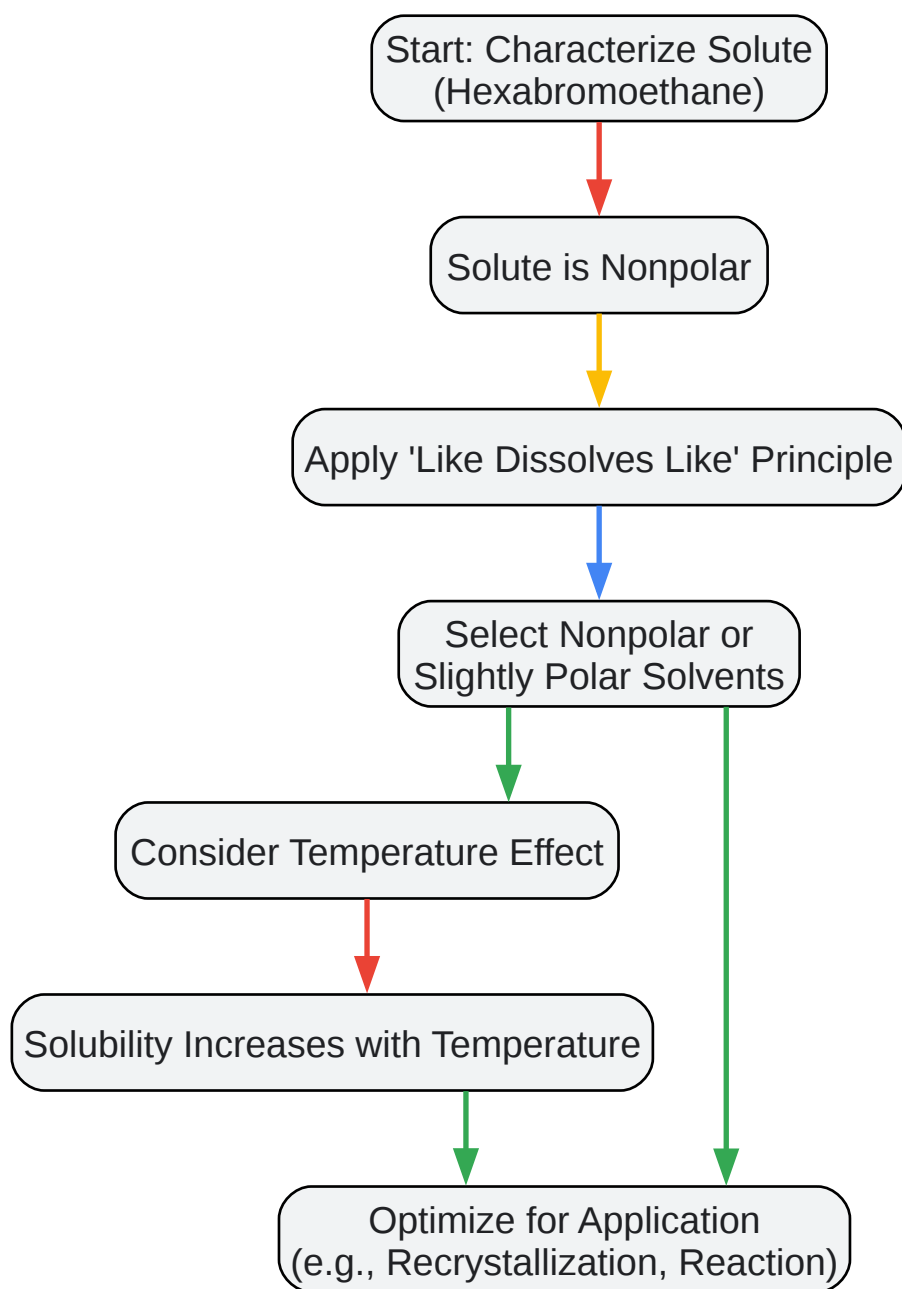 Start: Characterize Solute
(Hexabromoethane)
Solute is Nonpolar
Apply 'Like Dissolves Like' Principle
Select Nonpolar or
Slightly Polar Solvents
Consider Temperature Effect
Solubility Increases with Temperature
Optimize for Application
(e.g., Recrystallization, Reaction)